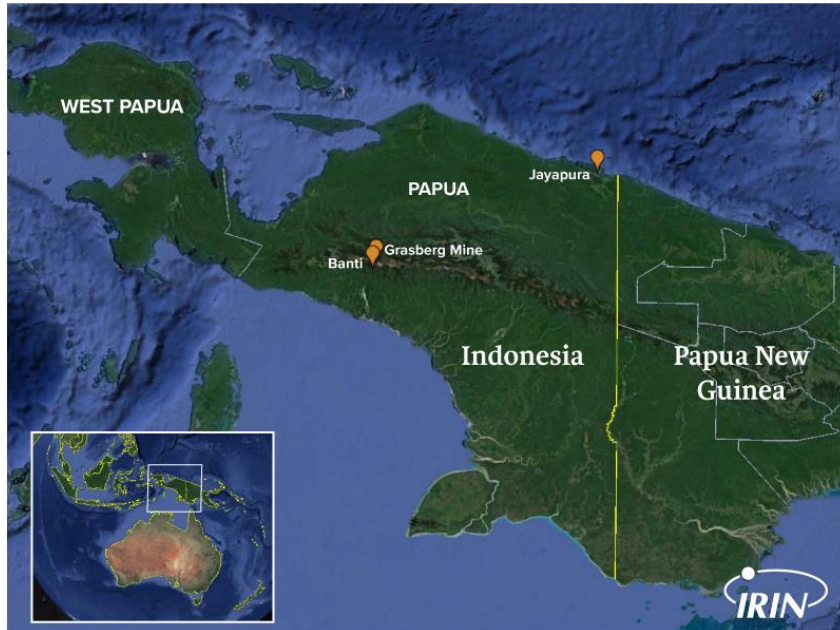 WEST PAPUA
Jayapura
PAPUA
Grasberg Mine
Banti
Indonesia
Papua New
Guinea
IRIN